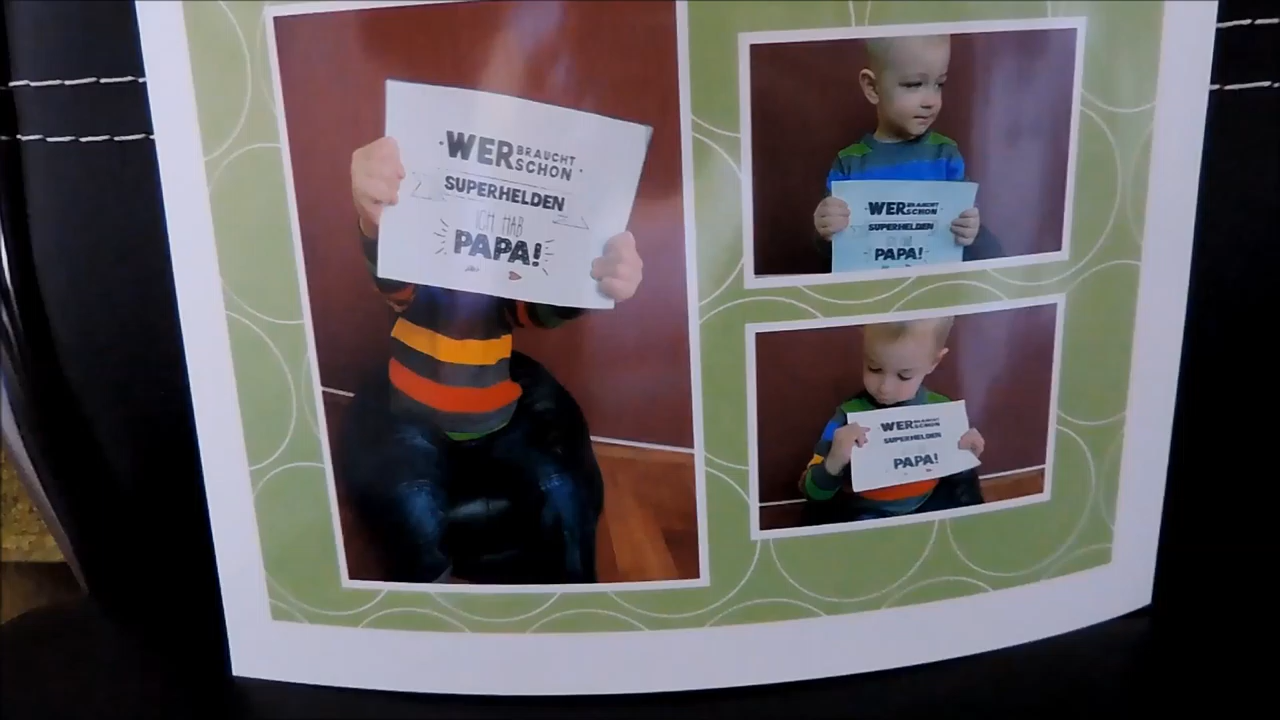 WER BRAUCHT SCHON
SUPERHELDEN
ICH HAB
PAPA!
WER BRAUCHT SCHON
SUPERHELDEN
PAPA!
WER BRAUCHT SCHON
SUPERHELDEN
PAPA!